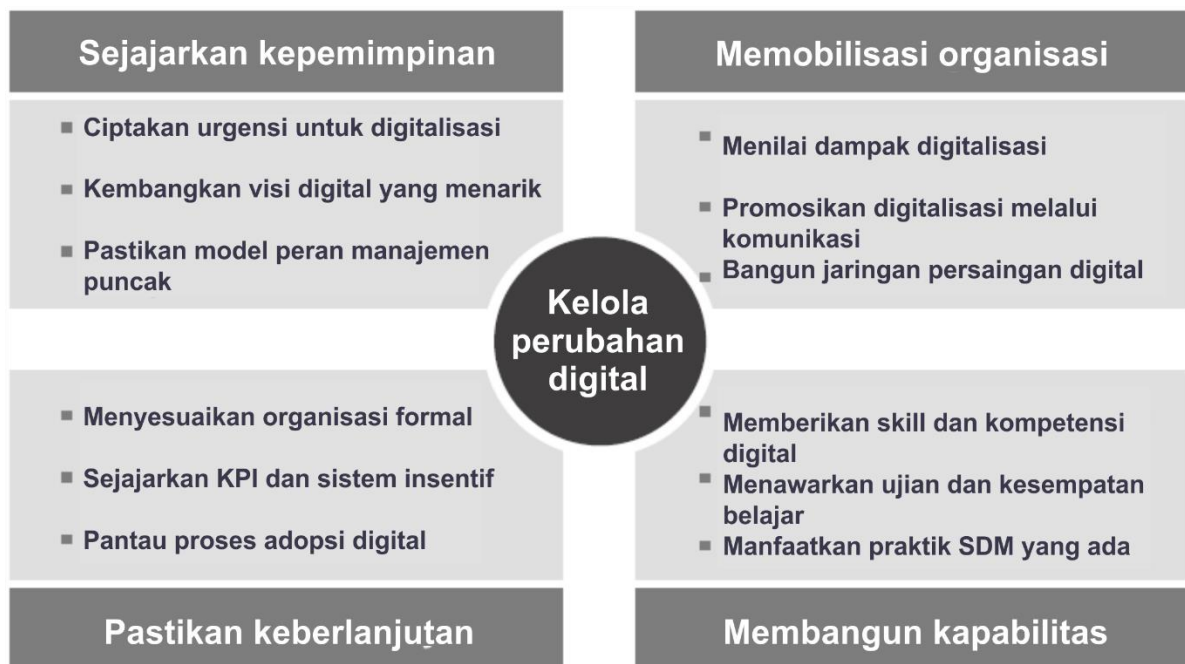 Sejajarkan kepemimpinan
Ciptakan urgensi untuk digitalisasi
Kembangkan visi digital yang menarik
Pastikan model peran manajemen
puncak
Memobilisasi organisasi
Menilai dampak digitalisasi
Promosikan digitalisasi melalui
komunikasi
Bangun jaringan persaingan digital
Kelola
perubahan
digital
Menyesuaikan organisasi formal
Sejajarkan KPI dan sistem insentif
Pantau proses adopsi digital
Pastikan keberlanjutan
Memberikan skill dan kompetensi
digital
Menawarkan ujian dan kesempatan
belajar
Manfaatkan praktik SDM yang ada
Membangun kapabilitas